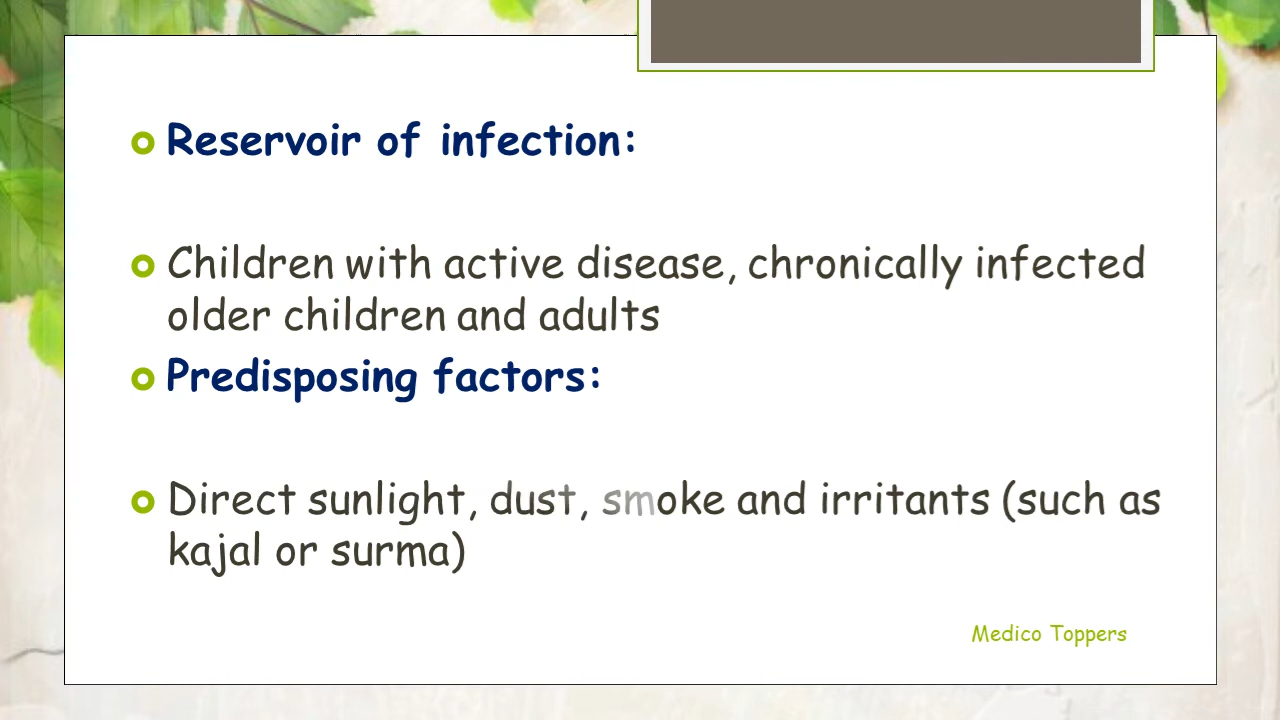 Reservoir of infection:
Children with active disease, chronically infected
older children and adults
Predisposing factors:
Direct sunlight, dust, smoke and irritants (such as
kajal or surma)
Medico Toppers